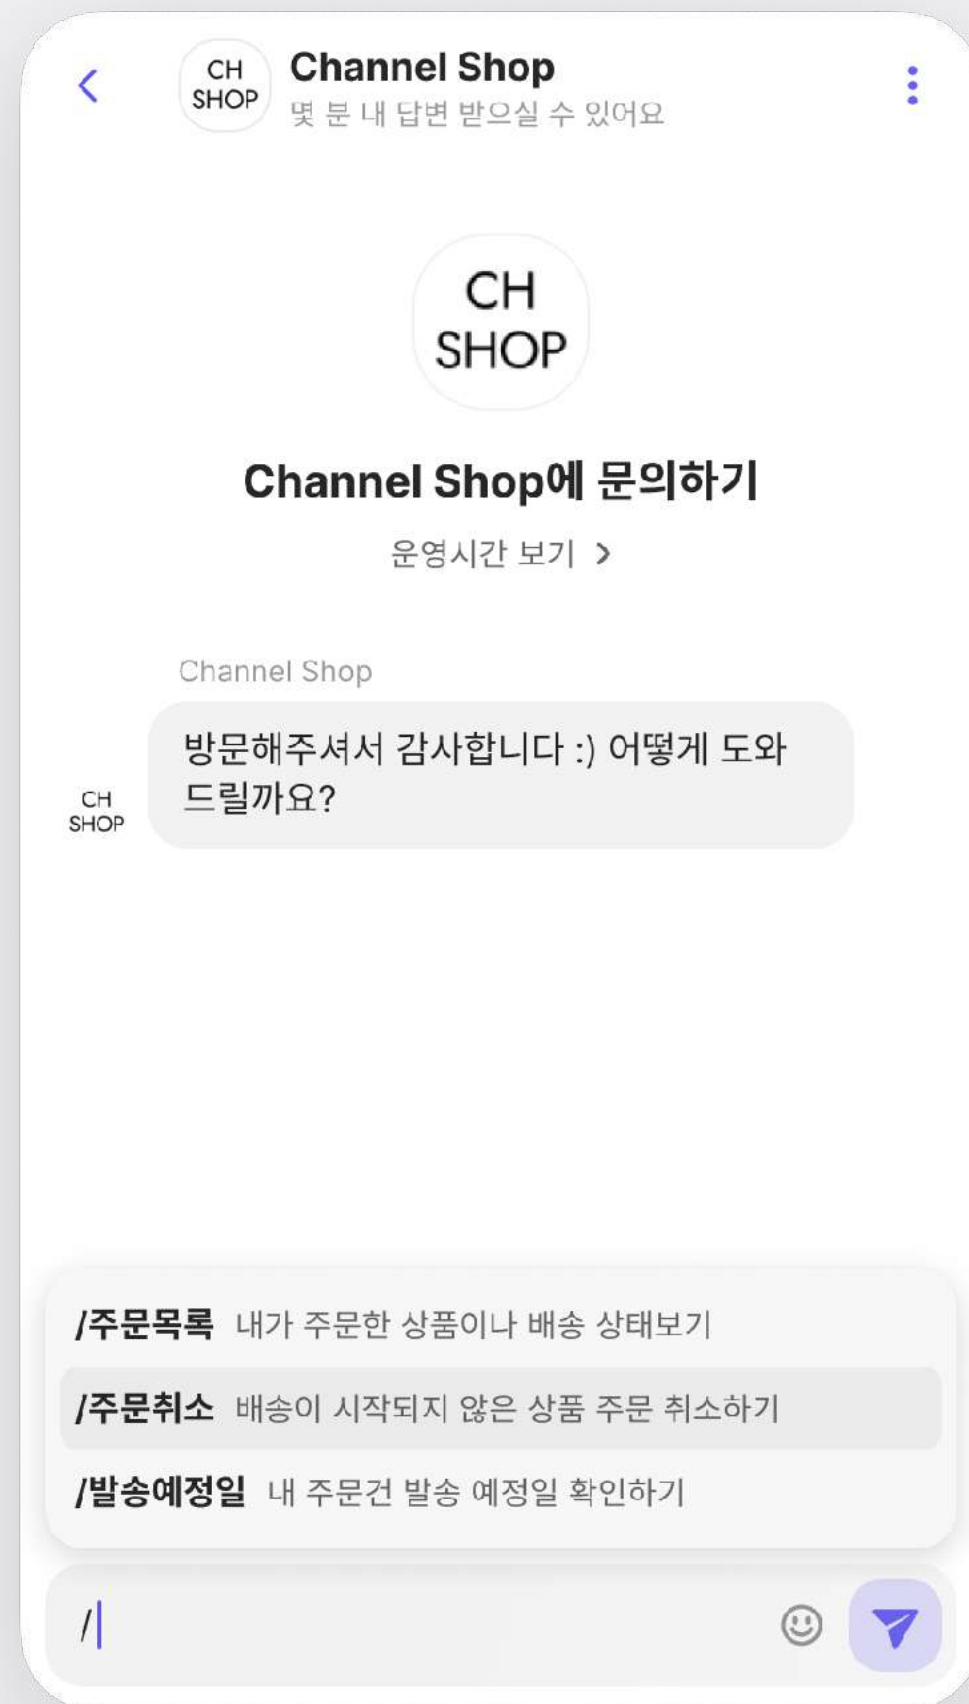 CH
SHOP
Channel Shop
몇 분 내 답변 받으실 수 있어요
CH
SHOP
Channel Shop에 문의하기
운영시간 보기
Channel Shop
방문해주셔서 감사합니다 :) 어떻게 도와
드릴까요?
CH
SHOP
/주문목록 내가 주문한 상품이나 배송 상태보기
/주문취소 배송이 시작되지 않은 상품 주문 취소하기
/발송예정일 내 주문건 발송 예정일 확인하기
/